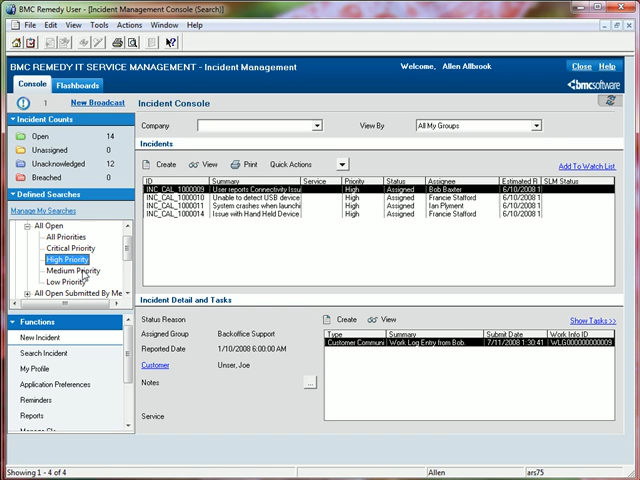 BMC Remedy User - [Incident Management Console (Search)]
File Edit View Tools Actions Window Help
BMC REMEDY IT SERVICE MANAGEMENT - Incident Management
Welcome, Allen Allbrook
Close Help
Console Flashboards
bmcsoftware
1 New Broadcast
Incident Console
Incident Counts
Open 14
Unassigned 0
Unacknowledged 12
Breached 0
Defined Searches
Manage My Searches
All Open
All Priorities
Critical Priority
High Priority
Medium Priority
Low Priority
All Open Submitted By Me
Functions
New Incident
Search Incident
My Profile
Application Preferences
Reminders
Reports
Company
View By All My Groups
Incidents
Create View Print Quick Actions
Add To Watch List
ID Summary Service Priority Status Assignee Estimated R SLM Status
INC_CAL_1000009 User reports Connectivity Issu High Assigned Bob Baxter 6/10/2008 1
INC_CAL_1000010 Unable to detect USB device High Assigned Francie Stafford 6/10/2008 1
INC_CAL_1000011 System crashes when launchi High Assigned Ian Plyment 6/10/2008 1
INC_CAL_1000014 Issue with Hand Held Device High Assigned Francie Stafford 6/10/2008 1
Incident Detail and Tasks
Status Reason
Assigned Group Backoffice Support
Reported Date 1/10/2008 6:00:00 AM
Customer Unser, Joe
Notes ...
Service
Create View
Show Tasks >>
Type Summary Submit Date Work Info ID
Customer Communi Work Log Entry from Bob. 7/11/2008 1:30:41 WLG000000000009
Showing 1 - 4 of 4
Allen
ars75